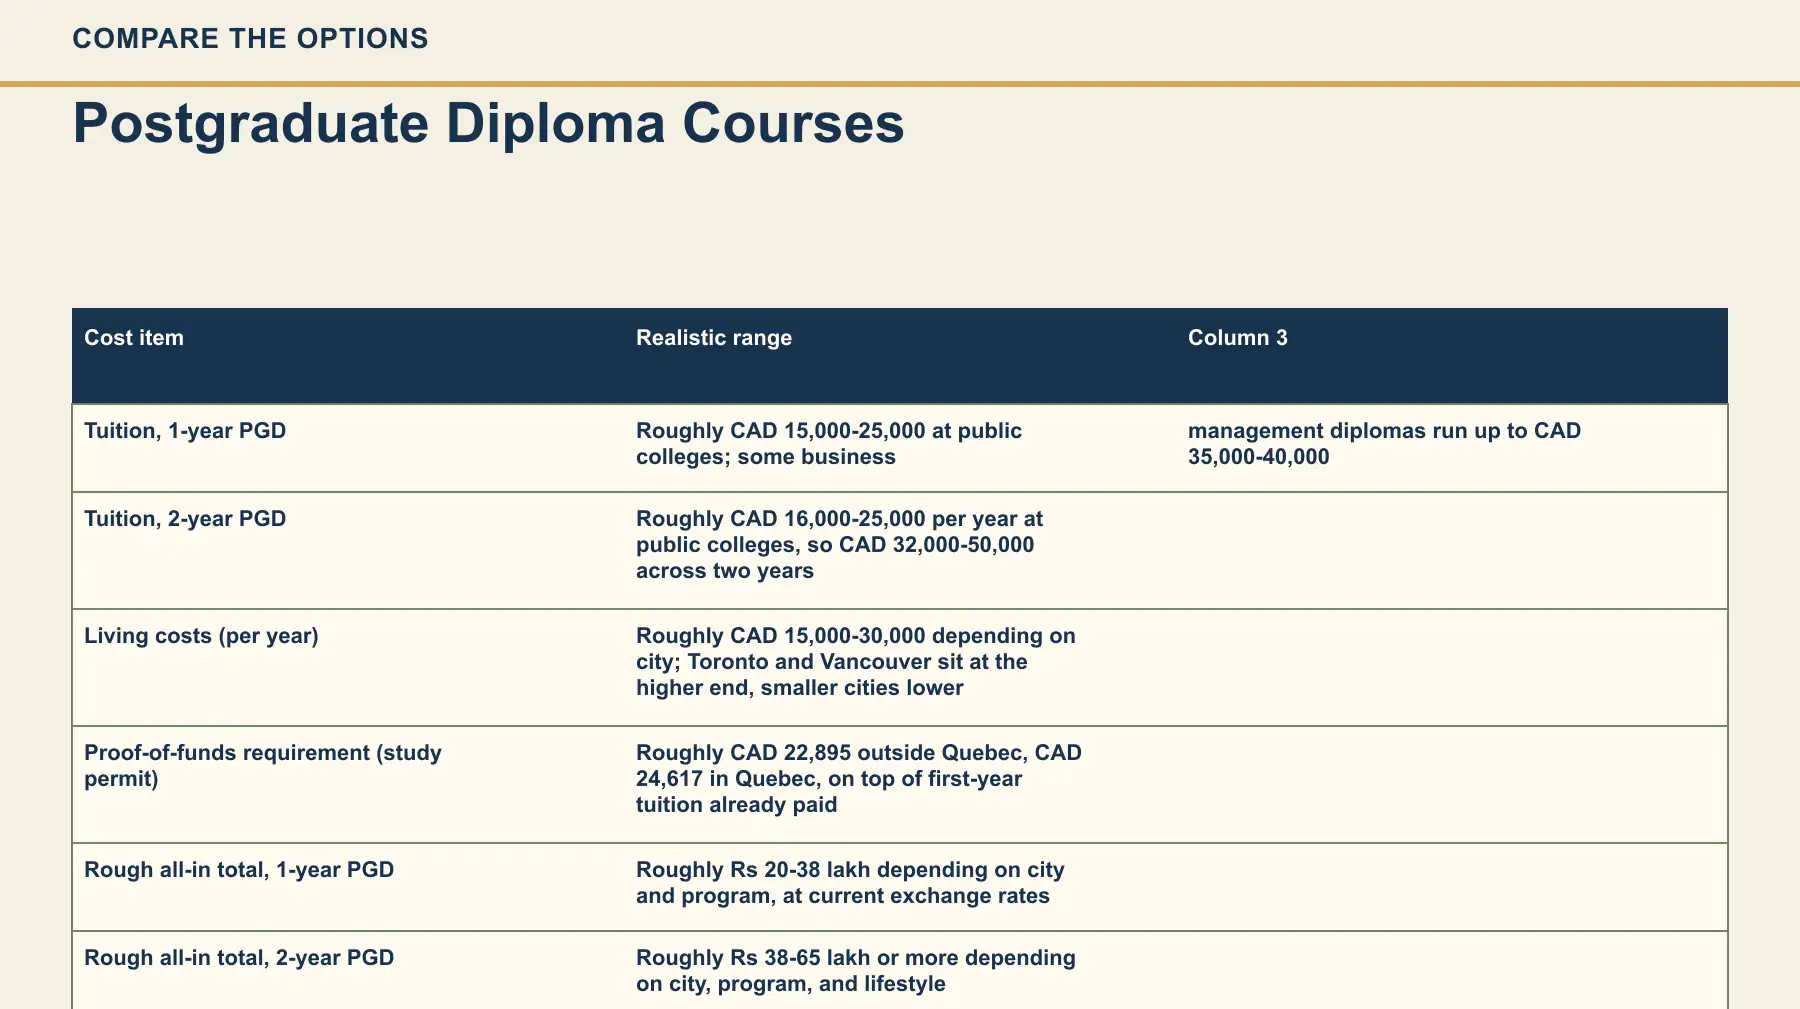 COMPARE THE OPTIONS
Postgraduate Diploma Courses
Cost item
Realistic range
Column 3
Tuition, 1-year PGD
Roughly CAD 15,000-25,000 at public
colleges; some business
management diplomas run up to CAD
35,000-40,000
Tuition, 2-year PGD
Roughly CAD 16,000-25,000 per year at
public colleges, so CAD 32,000-50,000
across two years
Living costs (per year)
Roughly CAD 15,000-30,000 depending on
city; Toronto and Vancouver sit at the
higher end, smaller cities lower
Proof-of-funds requirement (study
permit)
Roughly CAD 22,895 outside Quebec, CAD
24,617 in Quebec, on top of first-year
tuition already paid
Rough all-in total, 1-year PGD
Roughly Rs 20-38 lakh depending on city
and program, at current exchange rates
Rough all-in total, 2-year PGD
Roughly Rs 38-65 lakh or more depending
on city, program, and lifestyle